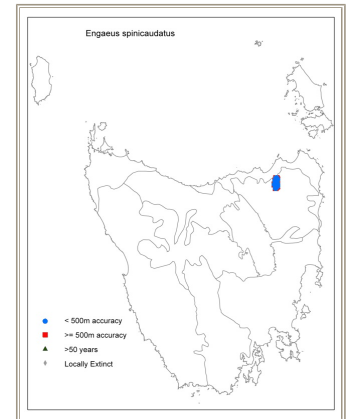 Engaeus spinicaudatus
< 500m accuracy
>= 500m accuracy
>50 years
Locally Extinct